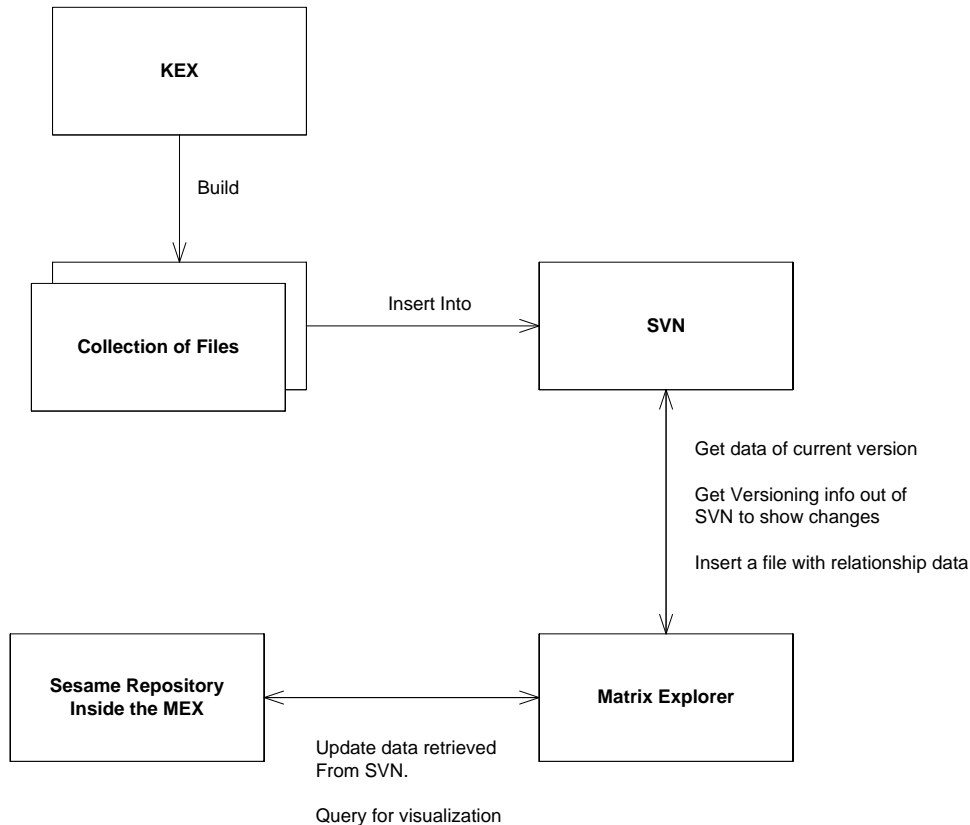 KEX
Build
Insert Into
Collection of Files
SVN
Get data of current version
Get Versioning info out of
SVN to show changes
Insert a file with relationship data
Sesame Repository
Inside the MEX
Matrix Explorer
Update data retrieved
From SVN.
Query for visualization